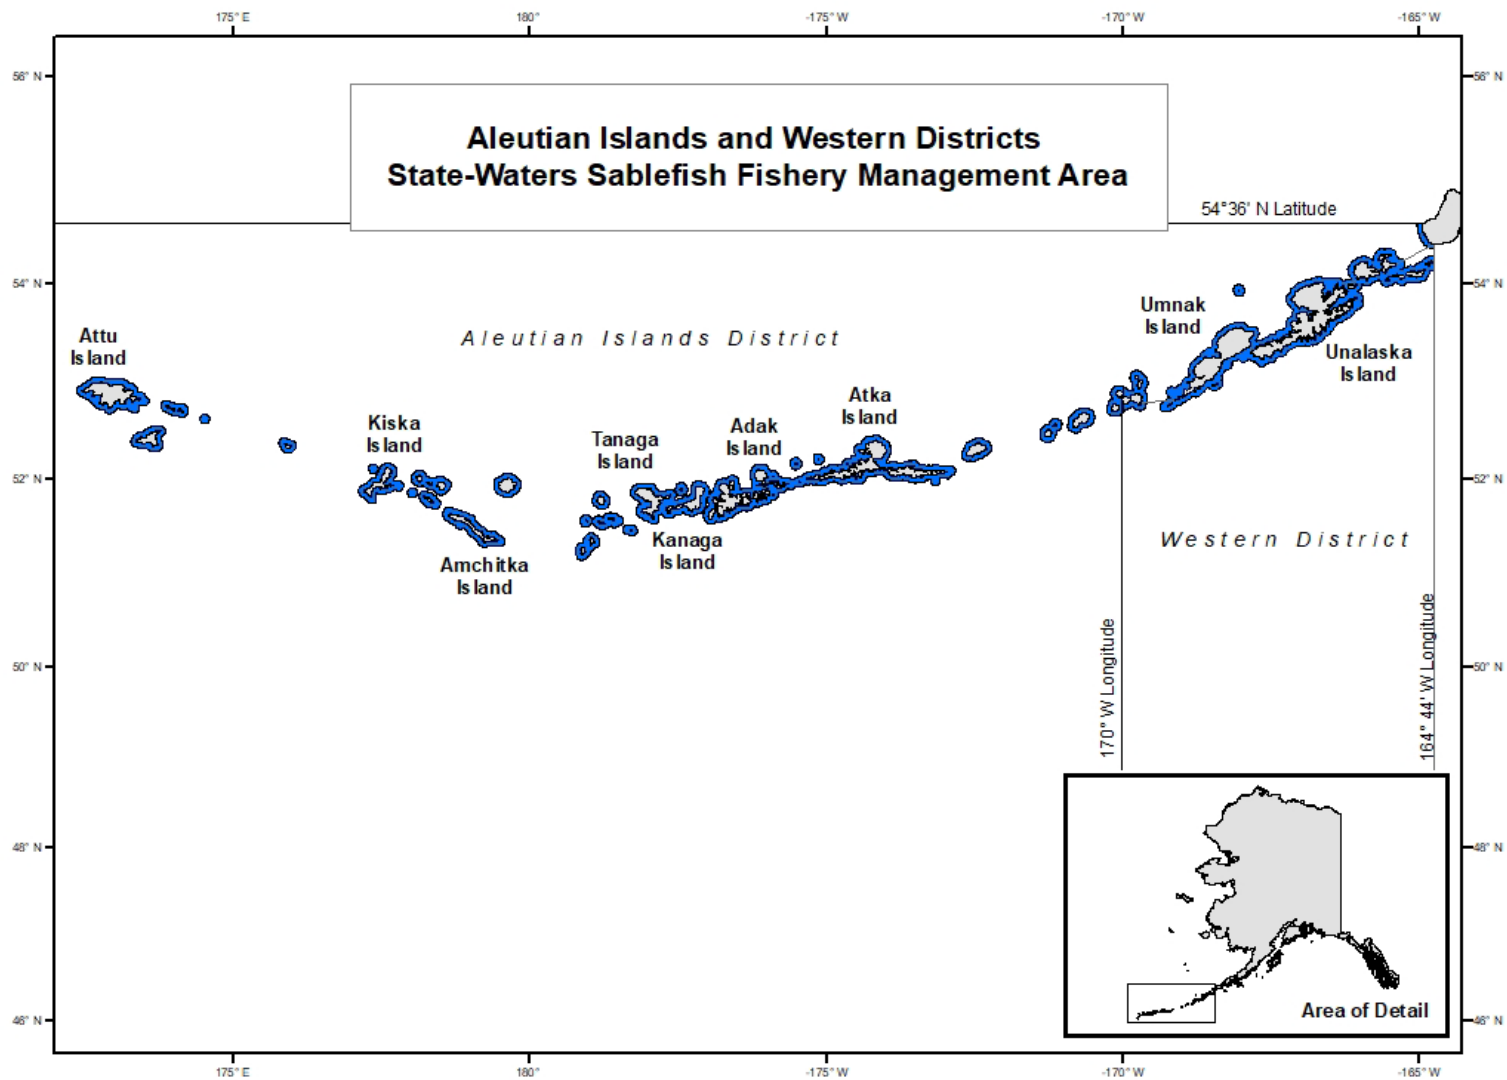 175° E
180°
-175° W
-170° W
-165° W
56° N
56° N
Aleutian Islands and Western Districts
State-Waters Sablefish Fishery Management Area
54°36' N Latitude
54° N
54° N
Umnak
Island
Attu
Island
Aleutian Islands District
Unalaska
Island
Atka
Island
Kiska
Island
Adak
Island
Tanaga
Island
52° N
52° N
Kanaga
Island
Western District
Amchitka
Island
170° W Longitude
164° 44' W Longitude
50° N
50° N
48° N
48° N
Area of Detail
46° N
46° N
175° E
180°
-175° W
-170° W
-165° W